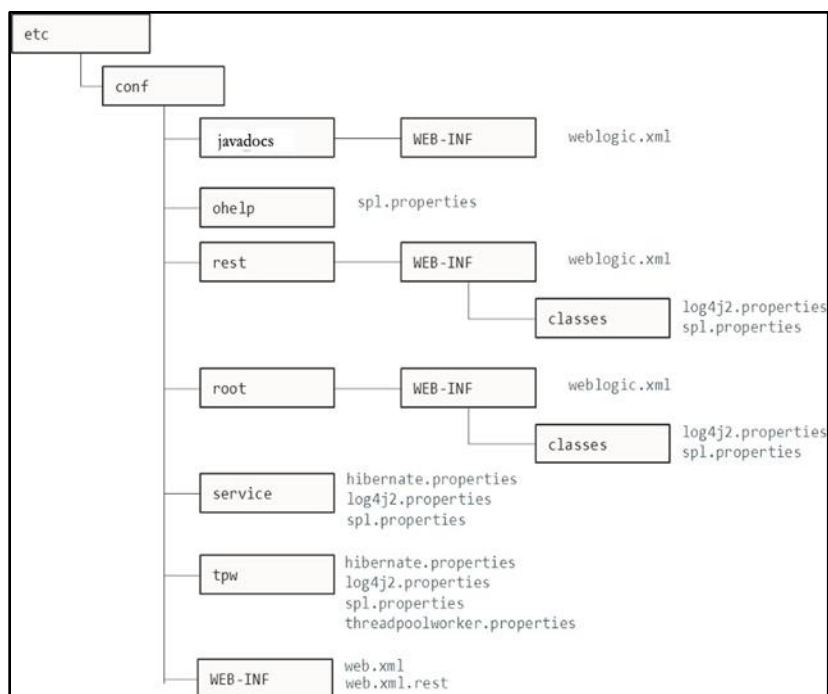 etc
conf
javadocs
WEB-INF
weblogic.xml
ohelp
spl.properties
rest
WEB-INF
weblogic.xml
classes
log4j2.properties
spl.properties
root
WEB-INF
weblogic.xml
classes
log4j2.properties
spl.properties
service
hibernate.properties
log4j2.properties
spl.properties
tpw
hibernate.properties
log4j2.properties
spl.properties
threadpoolworker.properties
WEB-INF
web.xml
web.xml.rest